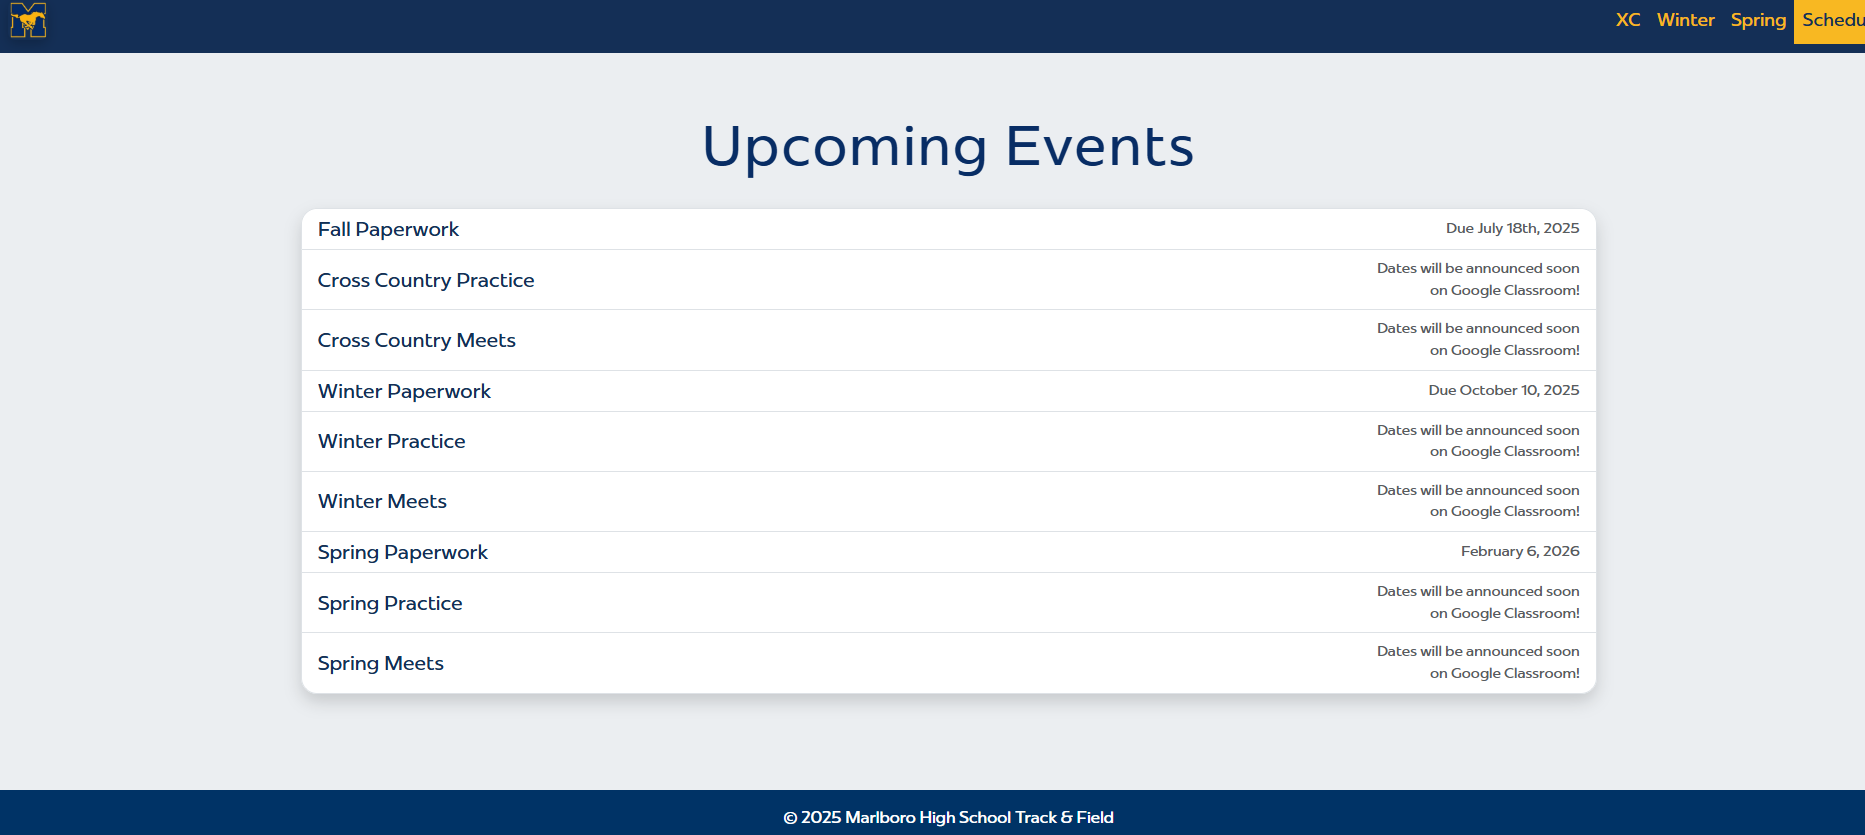 M
XC Winter Spring Schedu
Upcoming Events
Fall Paperwork Due July 18th, 2025
Cross Country Practice Dates will be announced soon
on Google Classroom!
Cross Country Meets Dates will be announced soon
on Google Classroom!
Winter Paperwork Due October 10, 2025
Winter Practice Dates will be announced soon
on Google Classroom!
Winter Meets Dates will be announced soon
on Google Classroom!
Spring Paperwork February 6, 2026
Spring Practice Dates will be announced soon
on Google Classroom!
Spring Meets Dates will be announced soon
on Google Classroom!
© 2025 Marlboro High School Track & Field